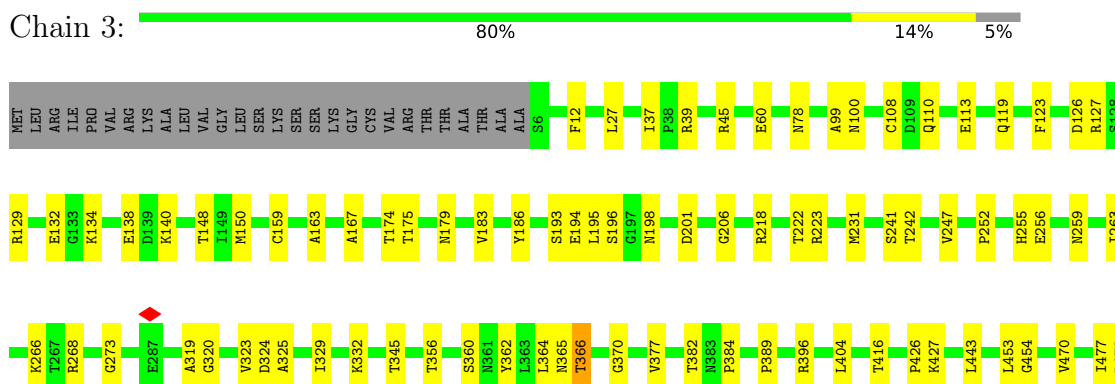 Chain 3:
80% 14% 5%
MET LEU ARG ILE PRO VAL ARG LYS ALA LEU VAL GLY LEU SER LYS SER SER LYS GLY CYS VAL ARG THR THR ALA THR ALA ALA S6 F12 L27 I37 P38 R39 R45 E60 N78 A99 N100 C108 D109 Q110 E113 Q119 F123 D126 R127 S128
R129 E132 G133 K134 E138 D139 K140 T148 I149 M150 C159 A163 A167 T174 T175 N179 V183 Y186 S193 E194 L195 S196 G197 N198 D201 G206 R218 T222 R223 M231 S241 T242 V247 P252 H255 E256 N259
K266 T267 R268 G273 E287 A319 G320 V323 D324 A325 I329 K332 T345 T356 S360 N361 Y362 L363 L364 N365 T366 G370 V377 T382 N383 P384 P389 R396 L404 T416 P426 K427 L443 L453 G454 V470 I477